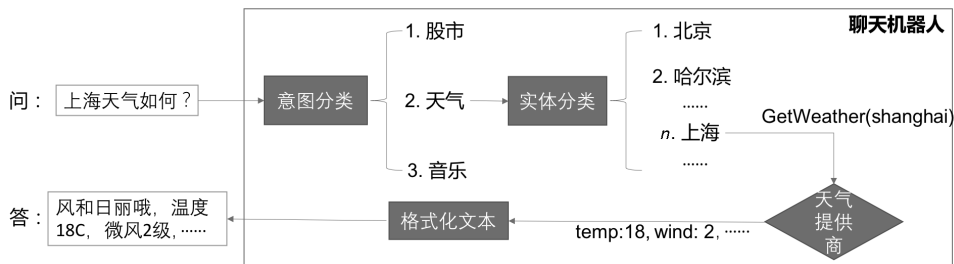 聊天机器人
问：
上海天气如何？
意图分类
1. 股市
2. 天气
3. 音乐
实体分类
1. 北京
2. 哈尔滨
······
n. 上海
······
GetWeather(shanghai)
天气
提供
商
temp:18, wind: 2, ······
格式化文本
答：
风和日丽哦，温度
18C，微风2级, ······